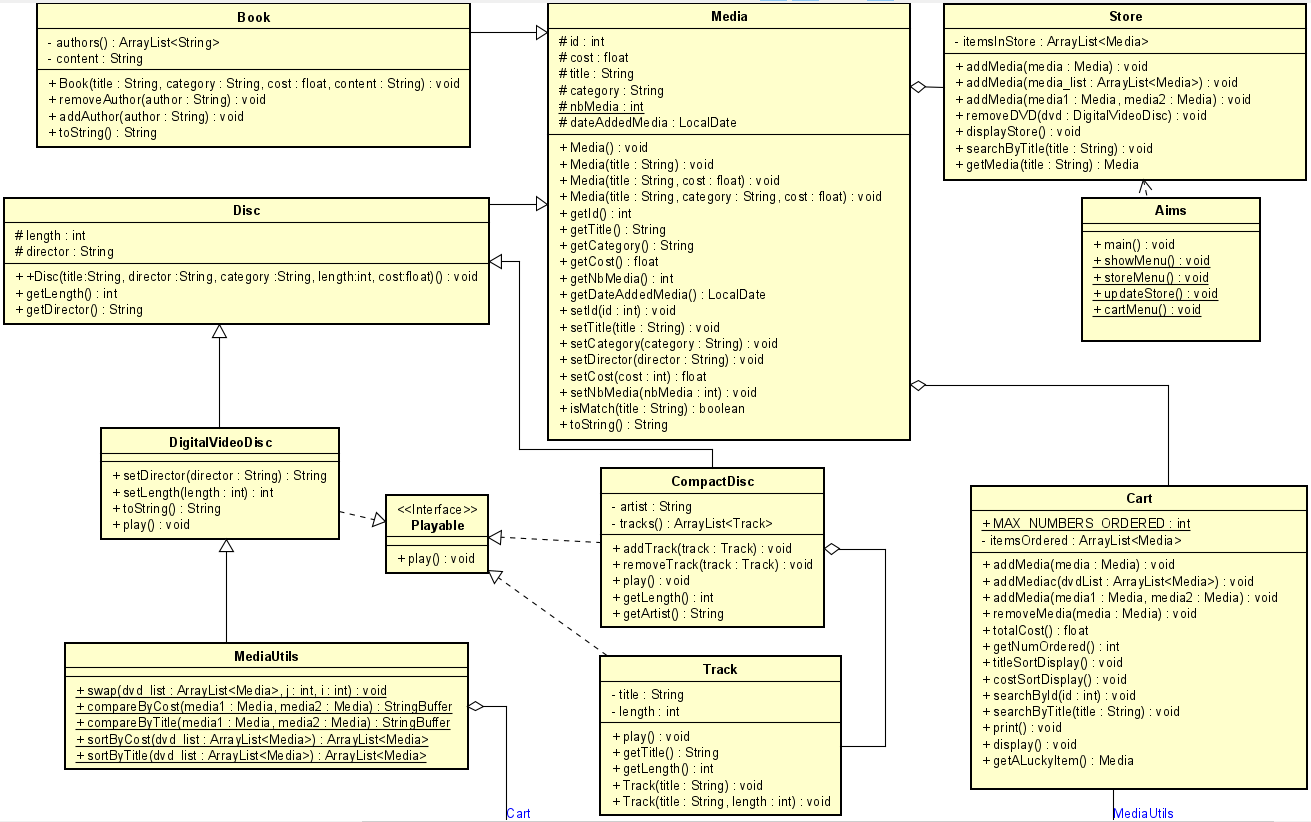 Book
- authors() : ArrayList<String>
- content : String
+ Book(title : String, category : String, cost : float, content : String) : void
+ removeAuthor(author : String) : void
+ addAuthor(author : String) : void
+ toString() : String
Media
# id : int
# cost : float
# title : String
# category : String
# nbMedia : int
# dateAddedMedia : LocalDate
+ Media() : void
+ Media(title : String) : void
+ Media(title : String, cost : float) : void
+ Media(title : String, category : String, cost : float) : void
+ getId() : int
+ getTitle() : String
+ getCategory() : String
+ getCost() : float
+ getNbMedia() : int
+ getDateAddedMedia() : LocalDate
+ setId(id : int) : void
+ setTitle(title : String) : void
+ setCategory(category : String) : void
+ setDirector(director : String) : void
+ setCost(cost : int) : float
+ setNbMedia(nbMedia : int) : void
+ isMatch(title : String) : boolean
+ toString() : String
Store
- itemsInStore : ArrayList<Media>
+ addMedia(media : Media) : void
+ addMedia(media_list : ArrayList<Media>) : void
+ addMedia(media1 : Media, media2 : Media) : void
+ removeDVD(dvd : DigitalVideoDisc) : void
+ displayStore() : void
+ searchByTitle(title : String) : void
+ getMedia(title : String) : Media
Disc
# length : int
# director : String
+ +Disc(title:String, director :String, category :String, length:int, cost:float)() : void
+ getLength() : int
+ getDirector() : String
Aims
+ main() : void
+ showMenu() : void
+ storeMenu() : void
+ updateStore() : void
+ cartMenu() : void
DigitalVideoDisc
+ setDirector(director : String) : String
+ setLength(length : int) : int
+ toString() : String
+ play() : void
<<Interface>>
Playable
+ play() : void
CompactDisc
- artist : String
- tracks() : ArrayList<Track>
+ addTrack(track : Track) : void
+ removeTrack(track : Track) : void
+ play() : void
+ getLength() : int
+ getArtist() : String
Cart
+ MAX_NUMBERS_ORDERED : int
- itemsOrdered : ArrayList<Media>
+ addMedia(media : Media) : void
+ addMediac(dvdList : ArrayList<Media>) : void
+ addMedia(media1 : Media, media2 : Media) : void
+ removeMedia(media : Media) : void
+ totalCost() : float
+ getNumOrdered() : int
+ titleSortDisplay() : void
+ costSortDisplay() : void
+ searchById(id : int) : void
+ searchByTitle(title : String) : void
+ print() : void
+ display() : void
+ getALuckyItem() : Media
MediaUtils
+ swap(dvd_list : ArrayList<Media>, j : int, i : int) : void
+ compareByCost(media1 : Media, media2 : Media) : StringBuffer
+ compareByTitle(media1 : Media, media2 : Media) : StringBuffer
+ sortByCost(dvd_list : ArrayList<Media>) : ArrayList<Media>
+ sortByTitle(dvd_list : ArrayList<Media>) : ArrayList<Media>
Track
- title : String
- length : int
+ play() : void
+ getTitle() : String
+ getLength() : int
+ Track(title : String) : void
+ Track(title : String, length : int) : void
Cart
MediaUtils